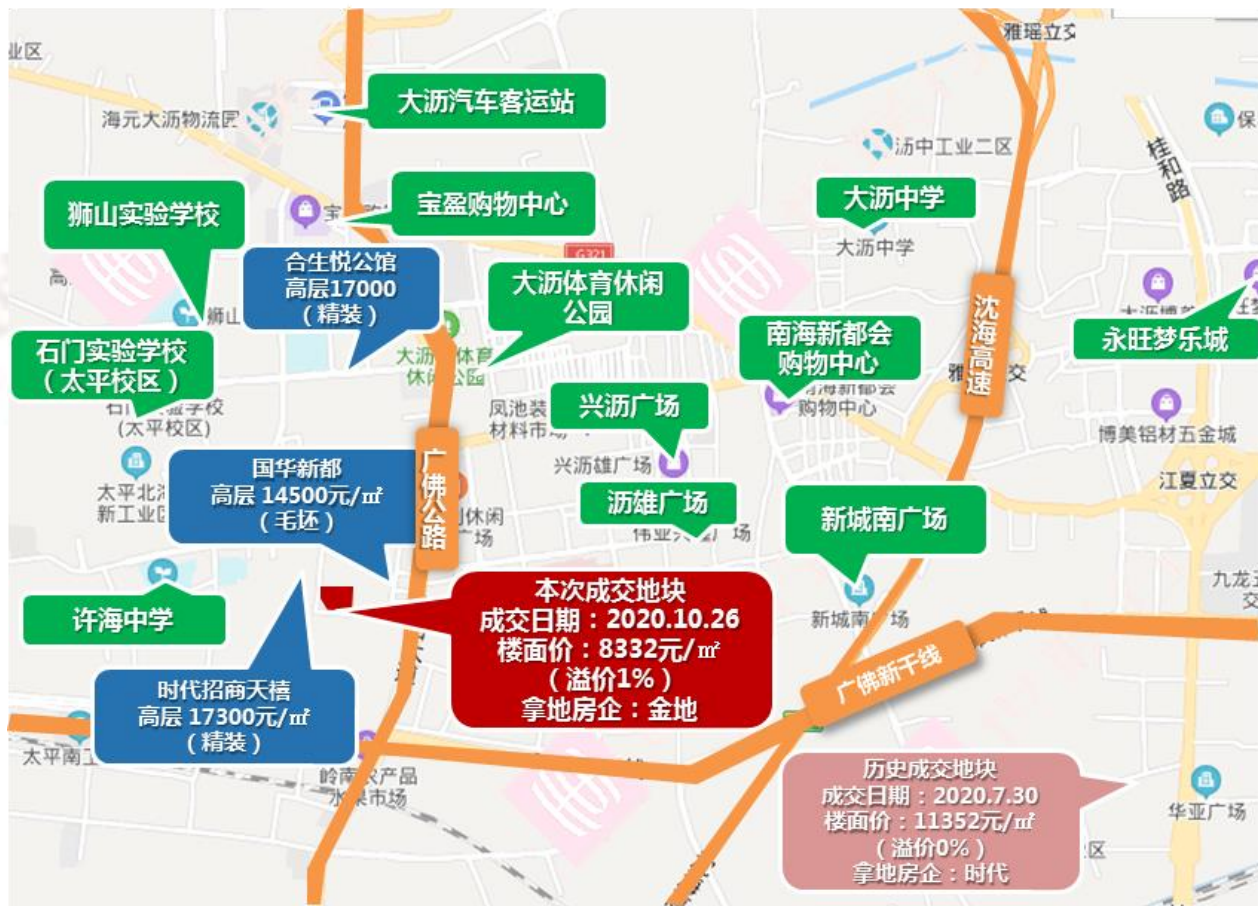 雅瑶立交
业区
大沥汽车客运站
海元大沥物流园
保
沥中工业二区
桂和路
狮山实验学校
宝盈购物中心
大沥中学
大沥中学
G321
合生悦公馆
高层17000
（精装）
大沥体育休闲
公园
沈海高速
狮山
南海新都会
购物中心
永旺梦乐城
石门实验学校
（太平校区）
休闲公园
南海新都会
购物中心
兴沥广场
(太平校区)
凤池装
材料市场
博美铝材五金城
广佛公路
国华新都
高层 14500元/㎡
（毛坯）
兴沥雄广场
江夏立交
太平北
新工业区
沥雄广场
新城南广场
许海中学
本次成交地块
成交日期：2020.10.26
楼面价：8332元/㎡
（溢价1%）
拿地房企：金地
新城南广场
九龙
交
时代招商天禧
高层 17300元/㎡
（精装）
广佛新干线
太平南工
岭南农产品
水果市场
历史成交地块
成交日期：2020.7.30
楼面价：11352元/㎡
（溢价0%）
拿地房企：时代
华亚广场
区